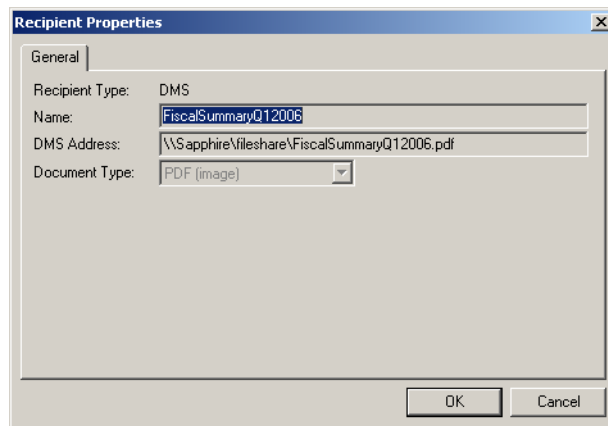 Recipient Properties
General
Recipient Type: DMS
Name: FiscalSummaryQ12006
DMS Address: \\Sapphire\fileshare\FiscalSummaryQ12006.pdf
Document Type: PDF (image)
OK Cancel